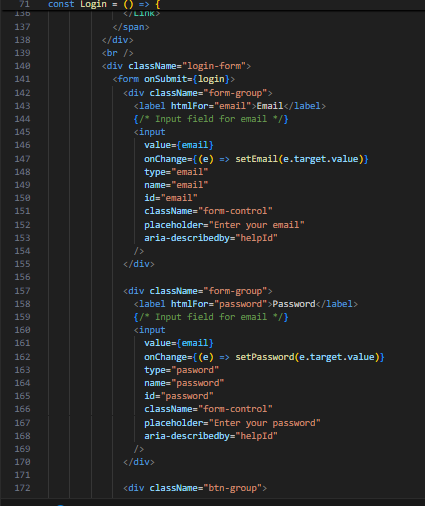 71 const Login = () => {
136 </Link>
137 </span>
138 </div>
139 <br />
140 <div className="login-form">
141 <form onSubmit={login}>
142 <div className="form-group">
143 <label htmlFor="email">Email</label>
144 {/* Input field for email */}
145 <input
146 value={email}
147 onChange={(e) => setEmail(e.target.value)}
148 type="email"
149 name="email"
150 id="email"
151 className="form-control"
152 placeholder="Enter your email"
153 aria-describedby="helpId"
154 />
155 </div>
156
157 <div className="form-group">
158 <label htmlFor="password">Password</label>
159 {/* Input field for email */}
160 <input
161 value={email}
162 onChange={(e) => setPassword(e.target.value)}
163 type="pasword"
164 name="password"
165 id="password"
166 className="form-control"
167 placeholder="Enter your password"
168 aria-describedby="helpId"
169 />
170 </div>
171
172 <div className="btn-group">